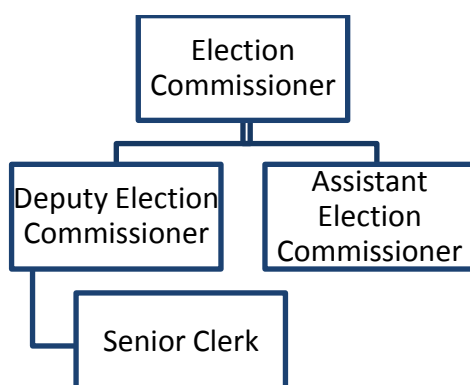 Election
Commissioner
Deputy Election
Commissioner
Assistant
Election
Commissioner
Senior Clerk